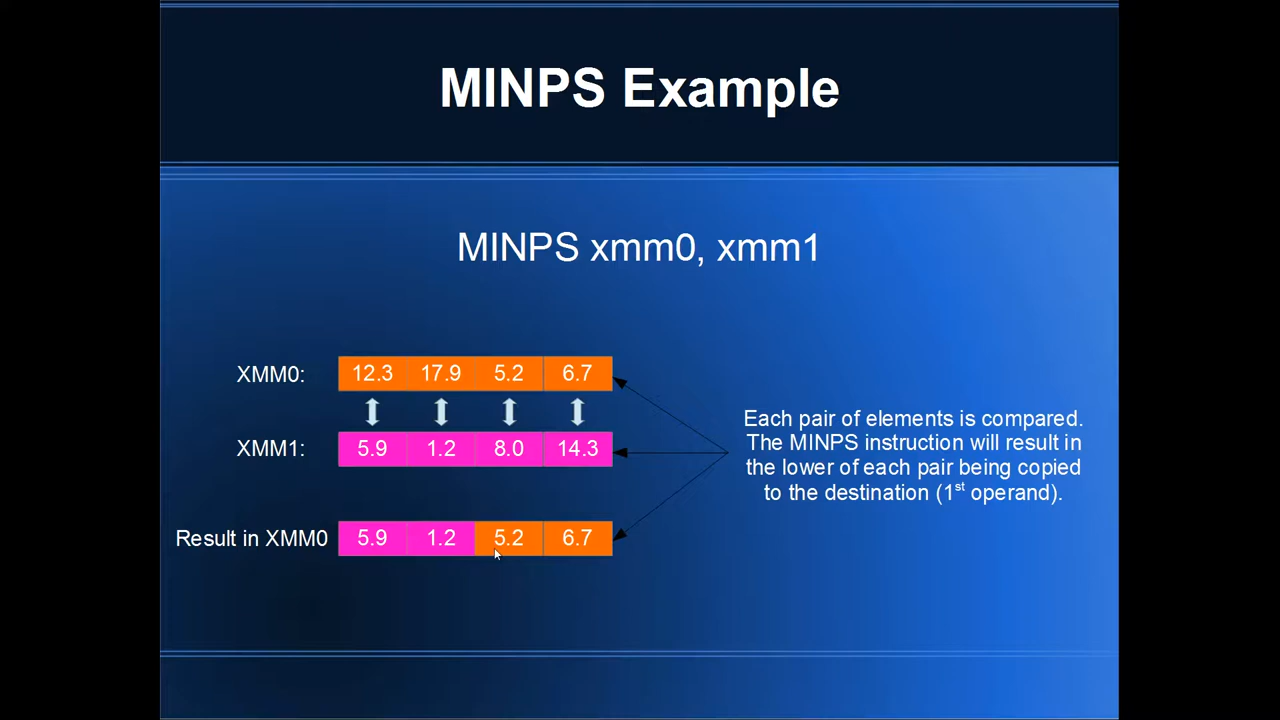 MINPS Example
MINPS xmm0, xmm1
XMM0: 12.3 17.9 5.2 6.7
XMM1: 5.9 1.2 8.0 14.3
Result in XMM0 5.9 1.2 5.2 6.7
Each pair of elements is compared.
The MINPS instruction will result in
the lower of each pair being copied
to the destination (1st operand).